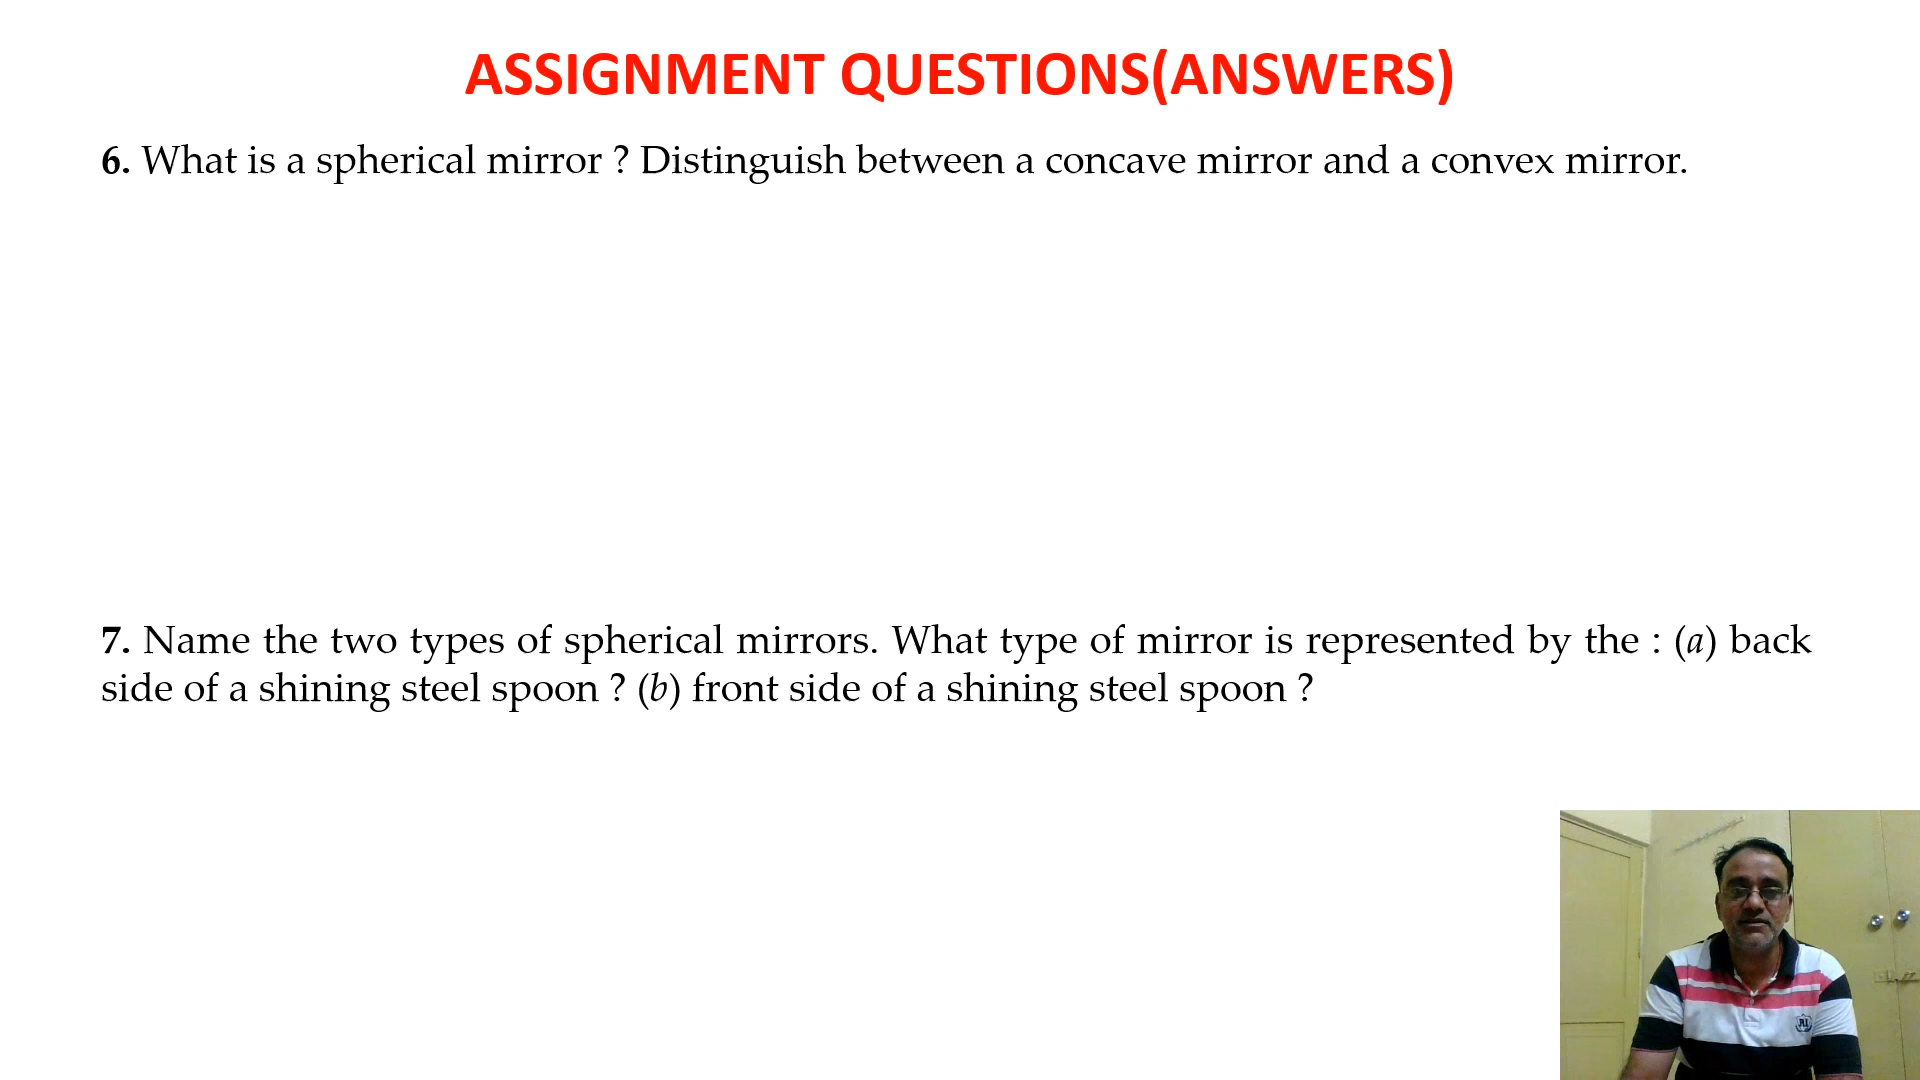 ASSIGNMENT QUESTIONS(ANSWERS)
6. What is a spherical mirror ? Distinguish between a concave mirror and a convex mirror.
7. Name the two types of spherical mirrors. What type of mirror is represented by the : (a) back
side of a shining steel spoon ? (b) front side of a shining steel spoon ?